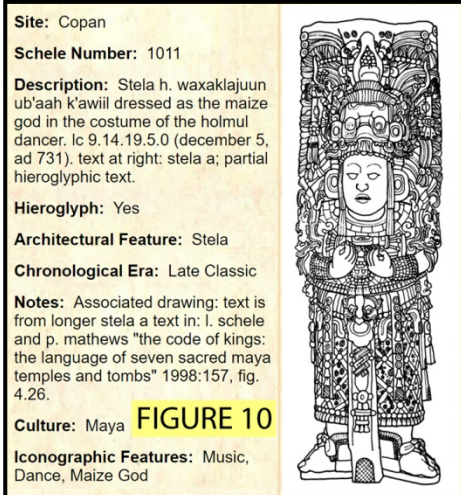 Site: Copan
Schele Number: 1011
Description: Stela h. waxaklajuun
ub'aah k'awiil dressed as the maize
god in the costume of the holmul
dancer. lc 9.14.19.5.0 (december 5,
ad 731). text at right: stela a; partial
hieroglyphic text.
Hieroglyph: Yes
Architectural Feature: Stela
Chronological Era: Late Classic
Notes: Associated drawing: text is
from longer stela a text in: l. schele
and p. mathews "the code of kings:
the language of seven sacred maya
temples and tombs" 1998:157, fig.
4.26.
Culture: Maya
FIGURE 10
Iconographic Features: Music,
Dance, Maize God